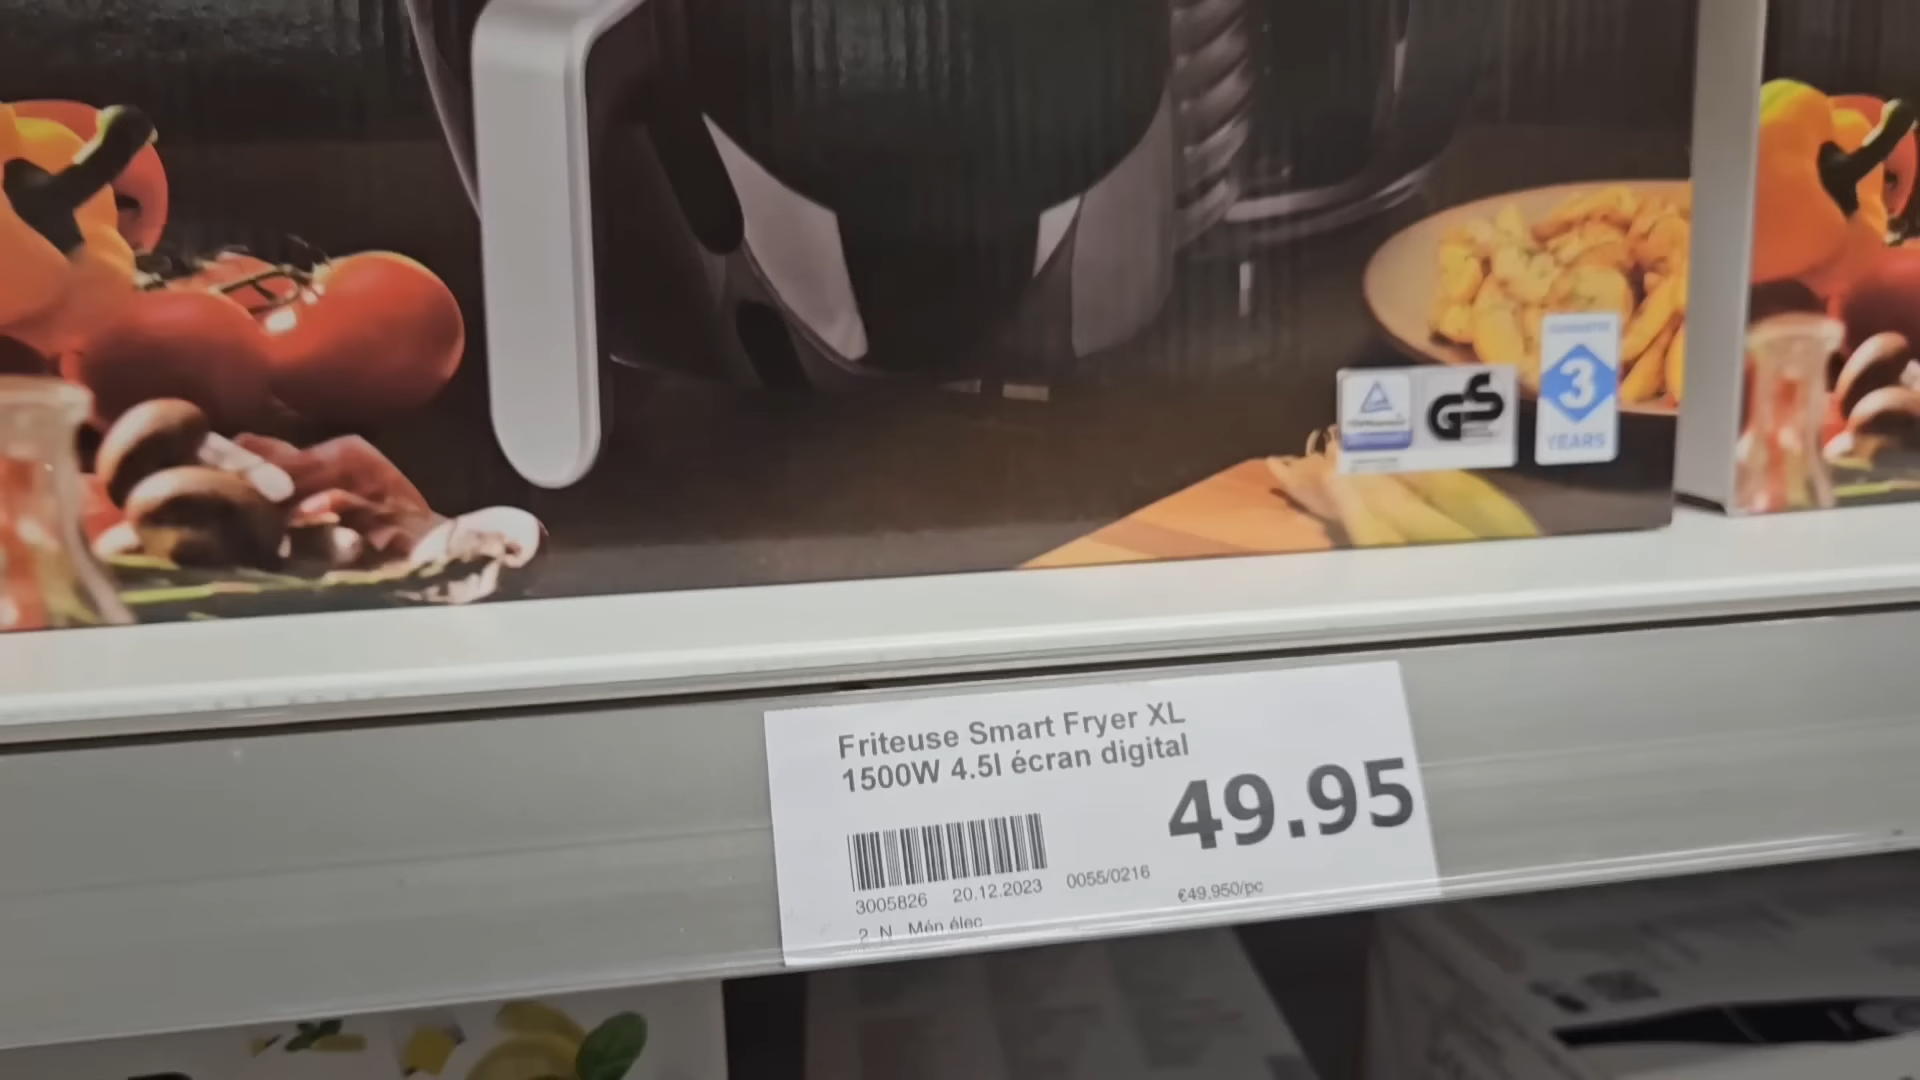 GS
3
YEARS
Friteuse Smart Fryer XL
1500W 4.5l écran digital
49.95
3005826 20.12.2023 0055/0216
€49,950/pc
2 N Mén élec